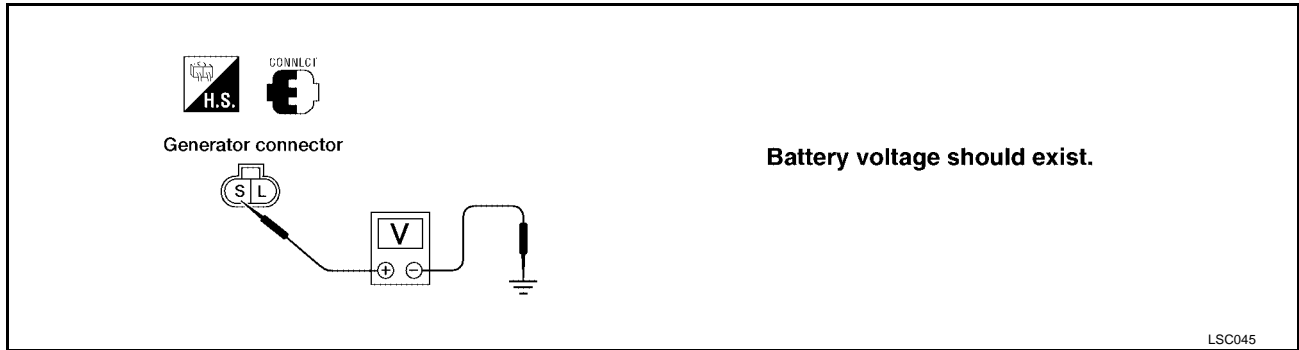 CONNECT
H.S.
Generator connector
S L
V
+ −
Battery voltage should exist.
LSC045